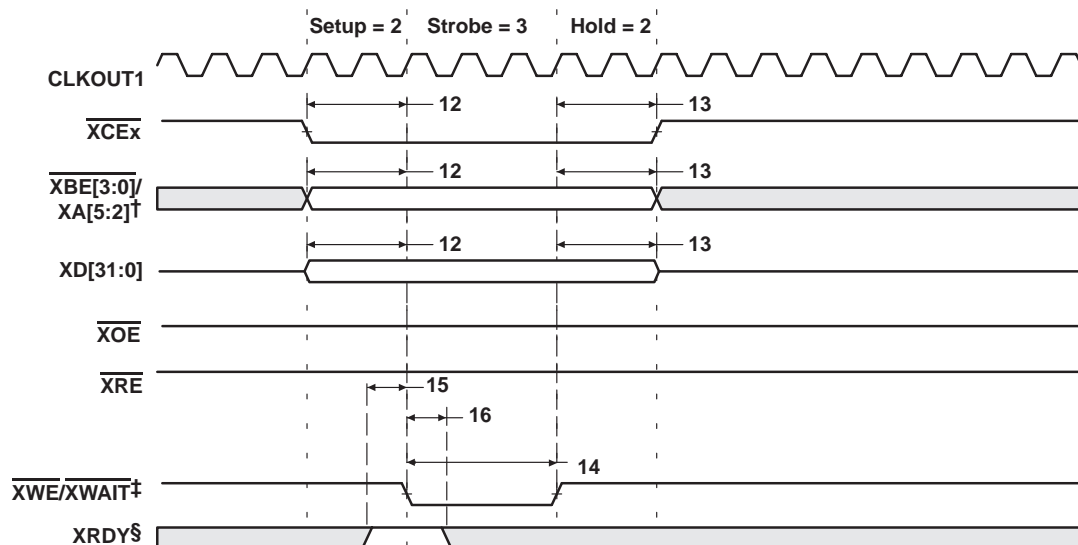 Setup = 2 Strobe = 3 Hold = 2
CLKOUT1
12 13
XCEx
12 13
XBE[3:0]/
XA[5:2]†
12 13
XD[31:0]
XOE
XRE
15
16
14
XWE/XWAIT‡
XRDY§